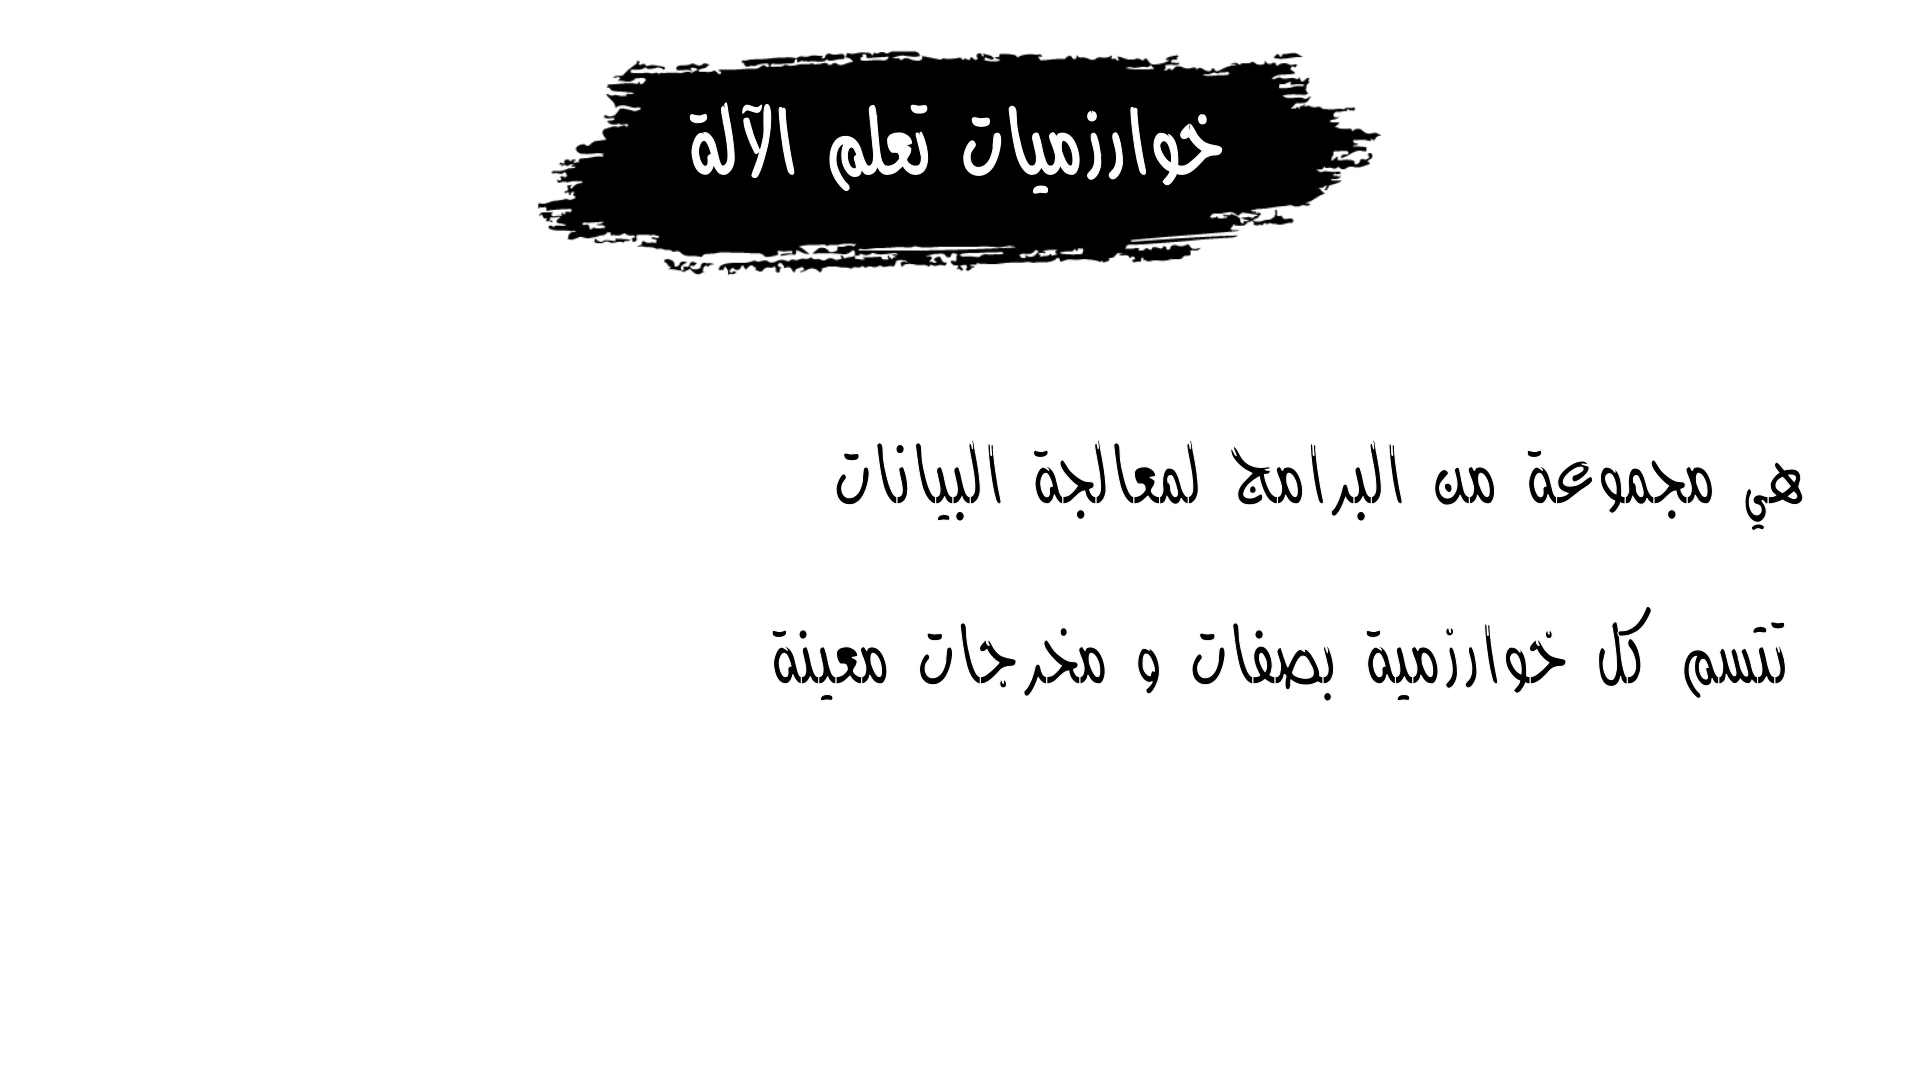 خوارزميات تعلم الآلة
هي مجموعة من البرامج لمعالجة البيانات
تتسم كل خوارزمية بصفات و مخرجات معينة